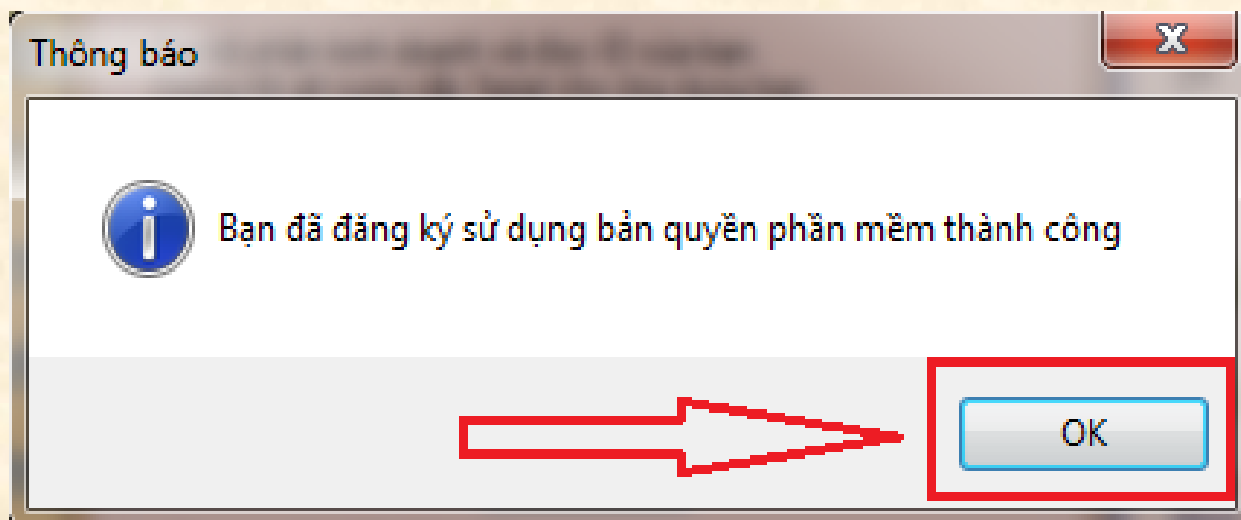 Thông báo
Bạn đã đăng ký sử dụng bản quyền phần mềm thành công
OK